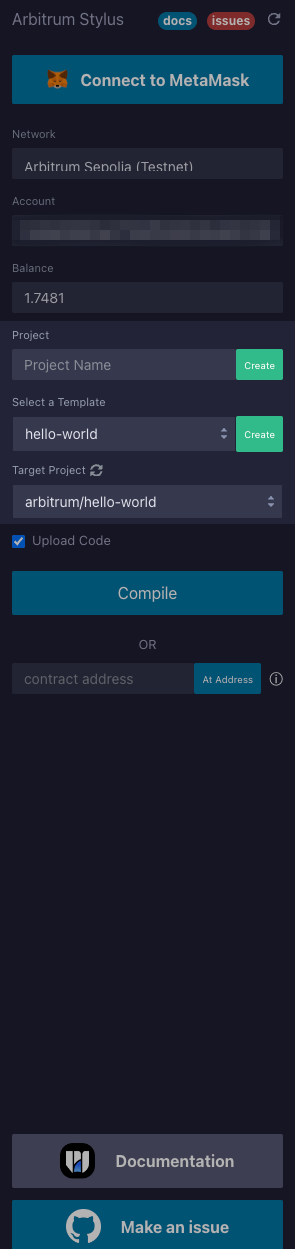 Arbitrum Stylus docs issues
Connect to MetaMask
Network
Arbitrum Sepolia (Testnet)
Account
Balance
1.7481
Project
Project Name Create
Select a Template
hello-world Create
Target Project
arbitrum/hello-world
Upload Code
Compile
OR
contract address At Address
Documentation
Make an issue